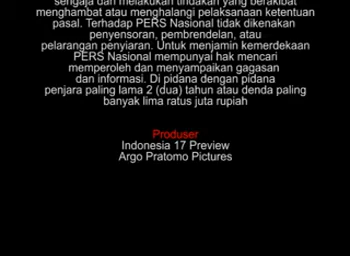 sengaja dan melakukan tindakan yang berakibat
menghambat atau menghalangi pelaksanaan ketentuan
pasal. Terhadap PERS Nasional tidak dikenakan
penyensoran, pembrendelan, atau
pelarangan penyiaran. Untuk menjamin kemerdekaan
PERS Nasional mempunyai hak mencari
memperoleh dan menyampaikan gagasan
dan informasi. Di pidana dengan pidana
penjara paling lama 2 (dua) tahun atau denda paling
banyak lima ratus juta rupiah
Produser
Indonesia 17 Preview
Argo Pratomo Pictures